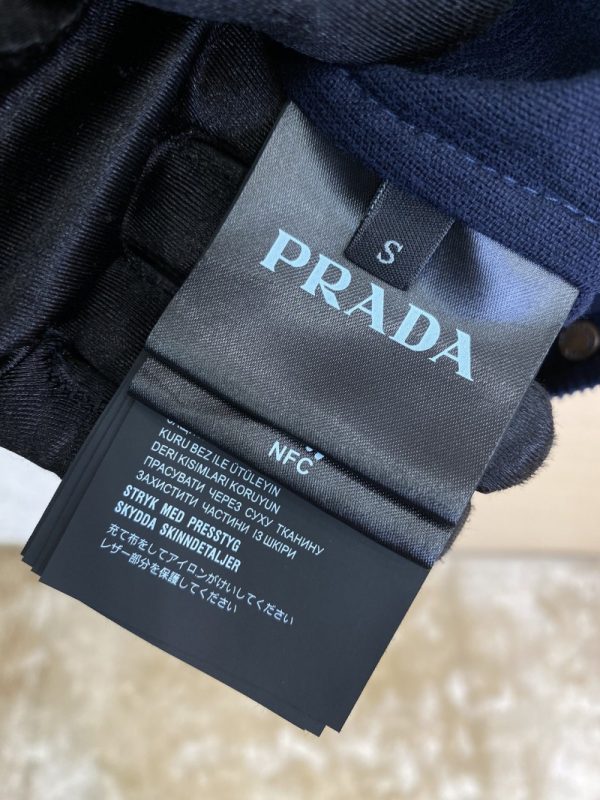 S
PRADA
NFC
KURU BEZ ILE ÜTÜLEYIN
DERI KISIMLARI KORUYUN
ПРАСУВАТИ ЧЕРЕЗ СУХУ ТКАНИНУ
ЗАХИСТИТИ ЧАСТИНИ ІЗ ШКІРИ
STRYK MED PRESSTYG
SKYDDA SKINNDETALJER
充て布をしてアイロンがけしてください
レザー部分を保護してください